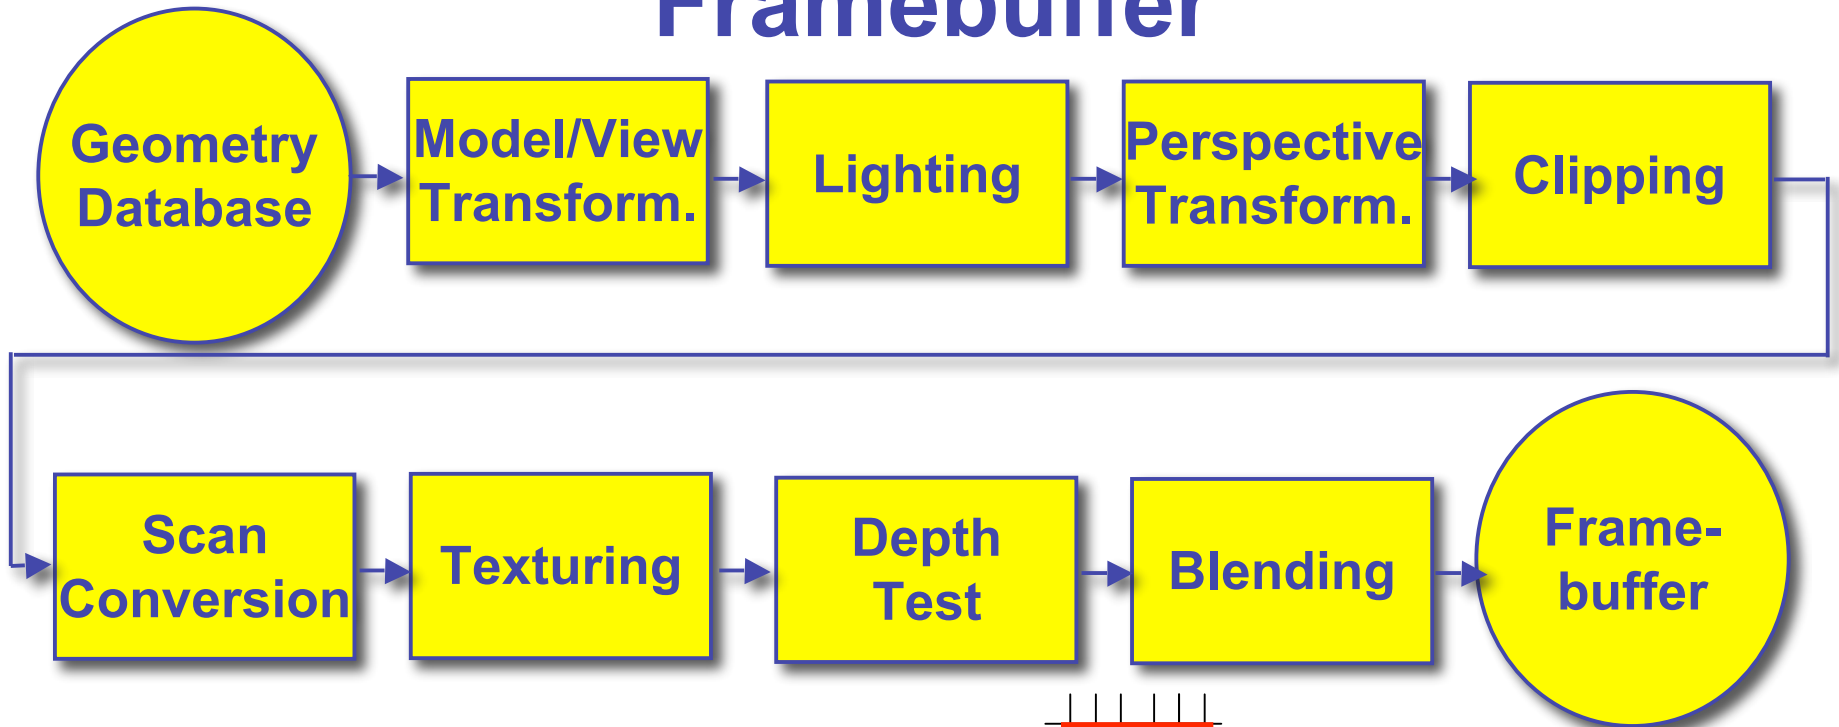 Framebuffer
Geometry
Database
Model/View
Transform.
Lighting
Perspective
Transform.
Clipping
Scan
Conversion
Texturing
Depth
Test
Blending
Frame-
buffer